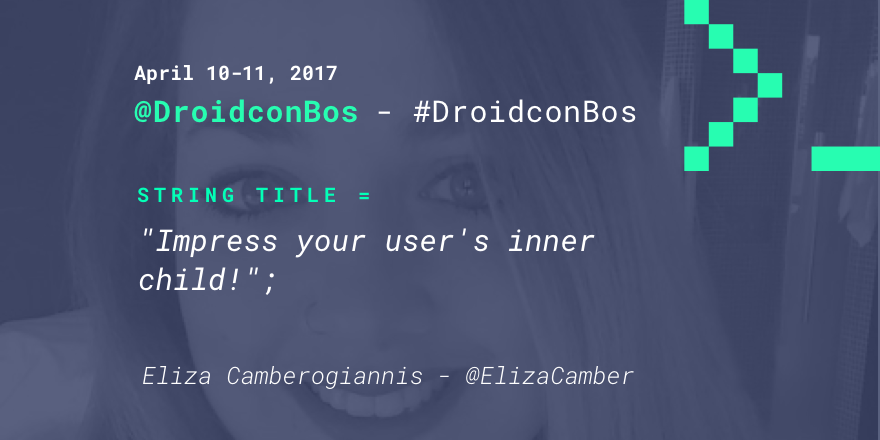 April 10-11, 2017
@DroidconBos - #DroidconBos
STRING TITLE =
"Impress your user's inner
child!";
Eliza Camberogiannis - @ElizaCamber